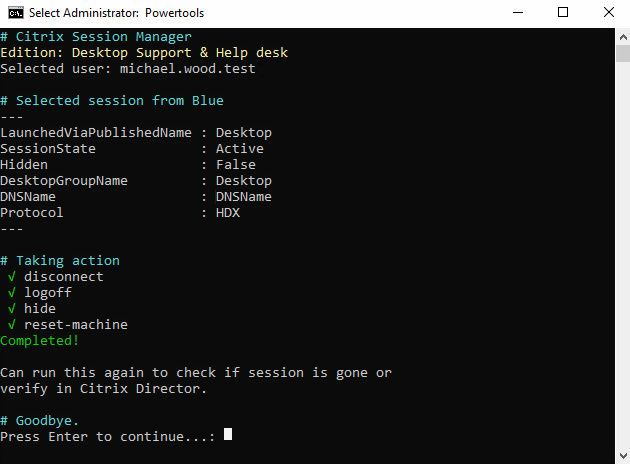 Select Administrator: Powertools
# Citrix Session Manager
Edition: Desktop Support & Help desk
Selected user: michael.wood.test
# Selected session from Blue
---
LaunchedViaPublishedName : Desktop
SessionState : Active
Hidden : False
DesktopGroupName : Desktop
DNSName : DNSName
Protocol : HDX
---
# Taking action
√ disconnect
√ logoff
√ hide
√ reset-machine
Completed!
Can run this again to check if session is gone or
verify in Citrix Director.
# Goodbye.
Press Enter to continue...: